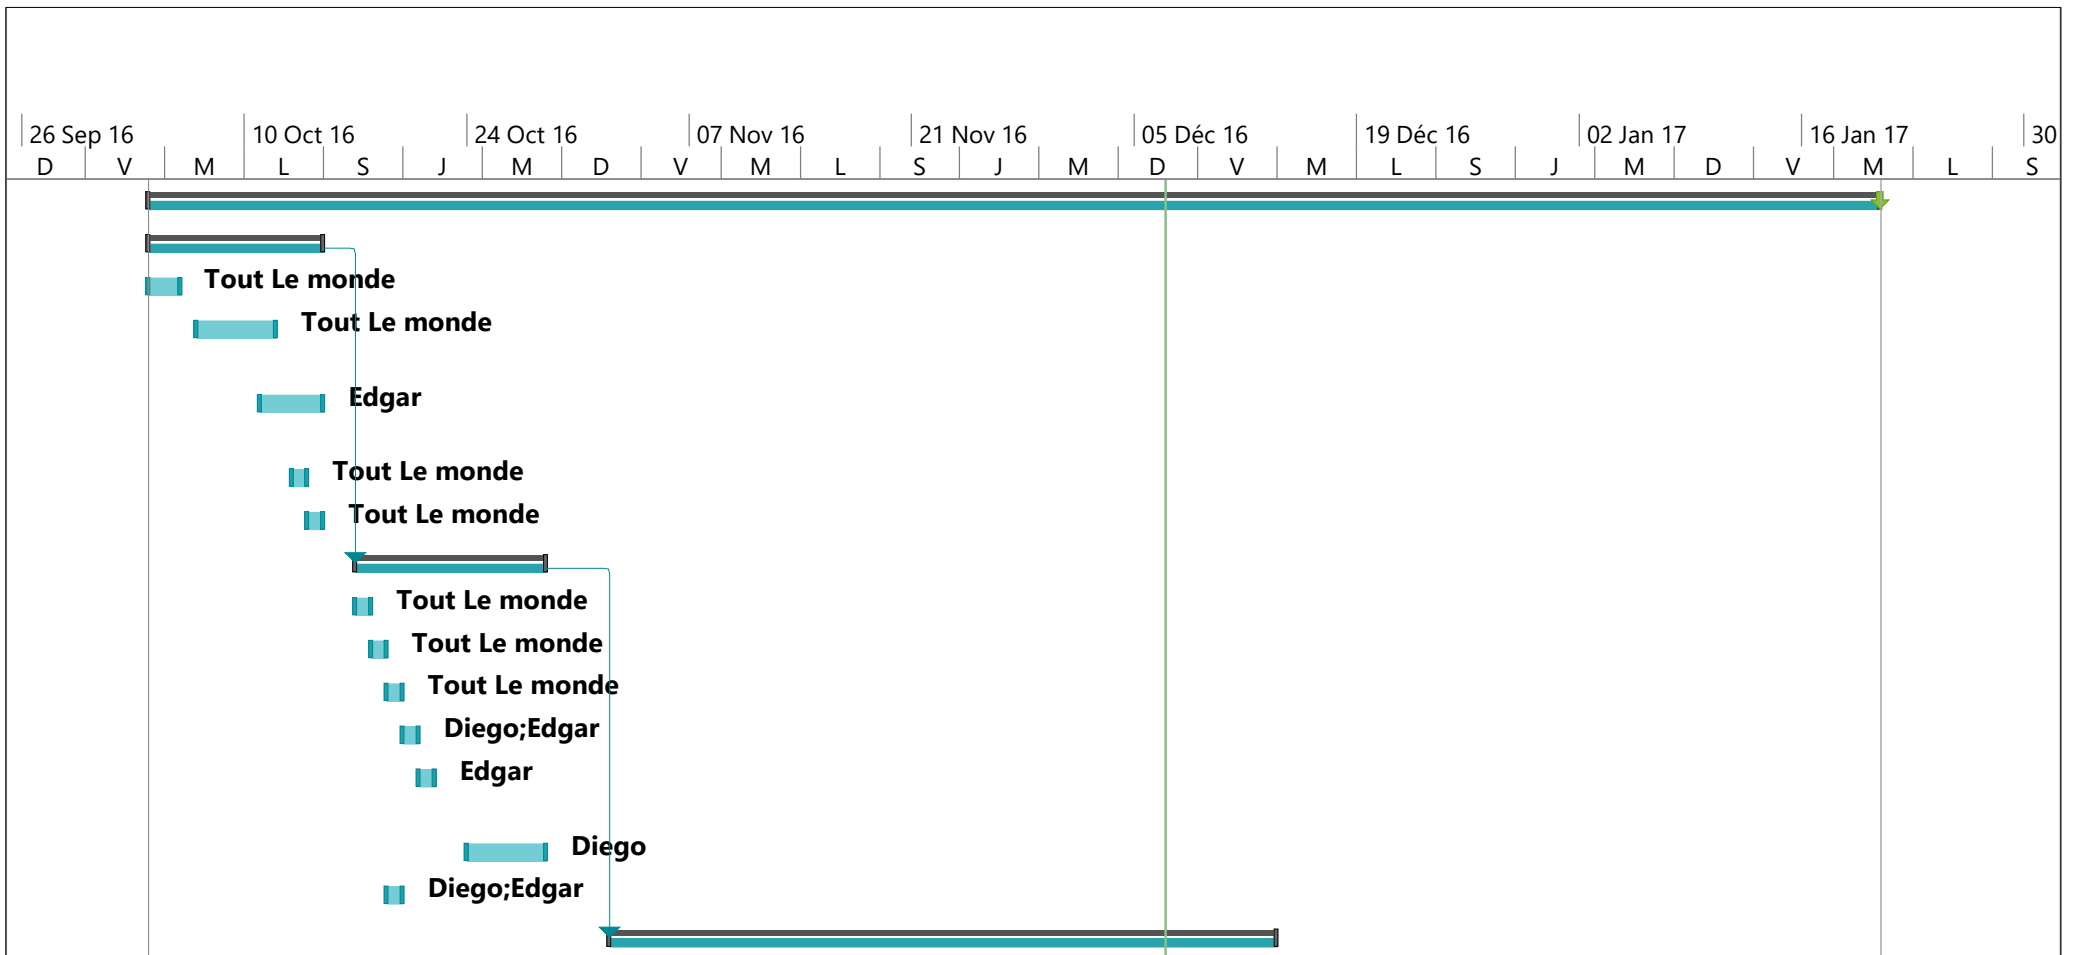 26 Sep 16 10 Oct 16 24 Oct 16 07 Nov 16 21 Nov 16 05 Déc 16 19 Déc 16 02 Jan 17 16 Jan 17 30
D V M L S J M D V M L S J M D V M L S J M D V M L S
Tout Le monde
Tout Le monde
Edgar
Tout Le monde
Tout Le monde
Tout Le monde
Tout Le monde
Tout Le monde
Diego;Edgar
Edgar
Diego
Diego;Edgar